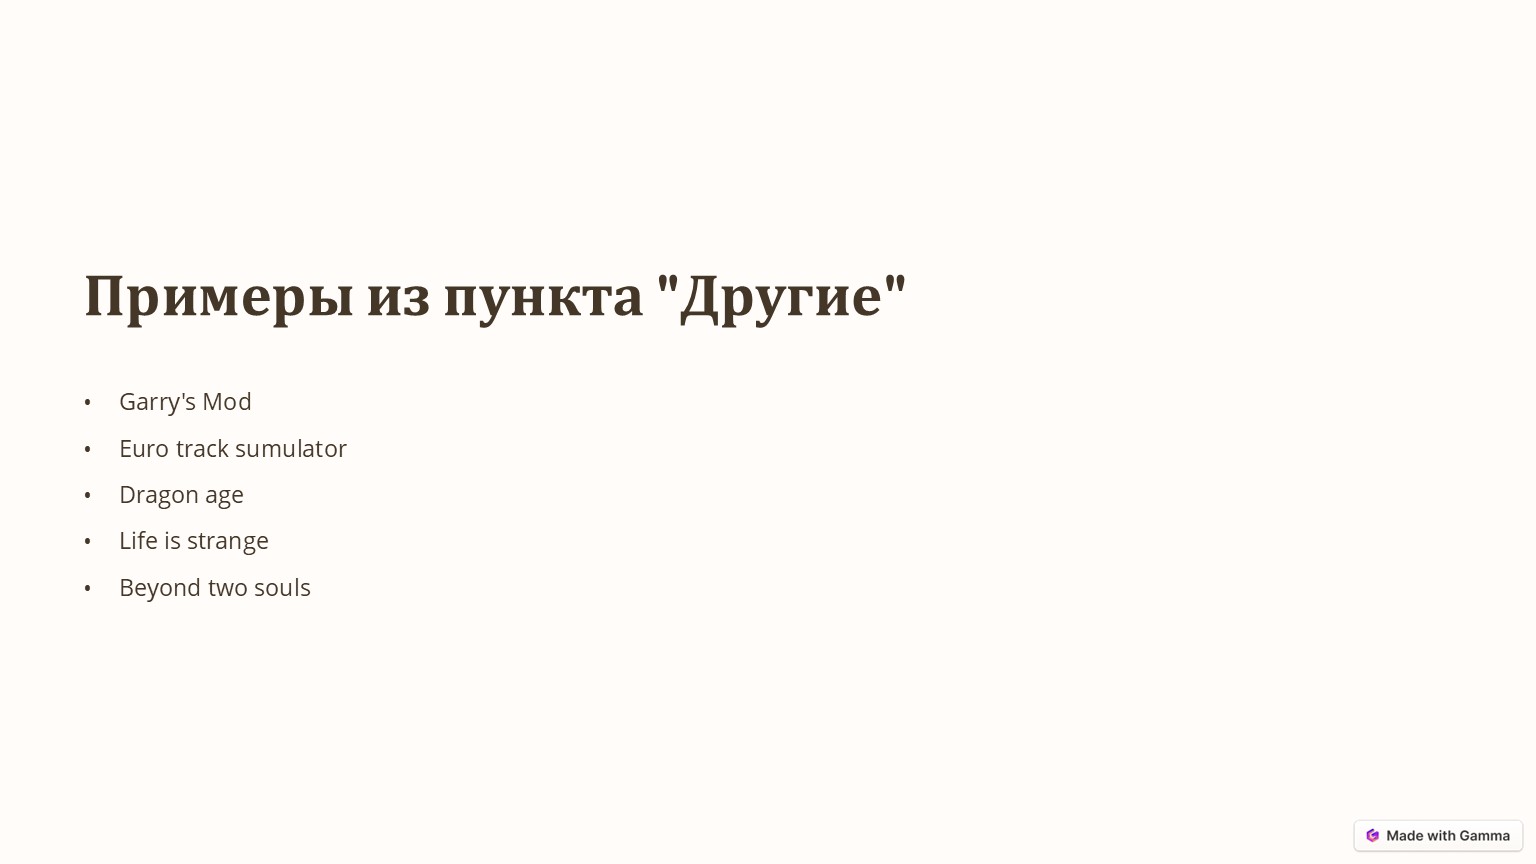 Примеры из пункта "Другие"
• Garry's Mod
• Euro track sumulator
• Dragon age
• Life is strange
• Beyond two souls
Made with Gamma